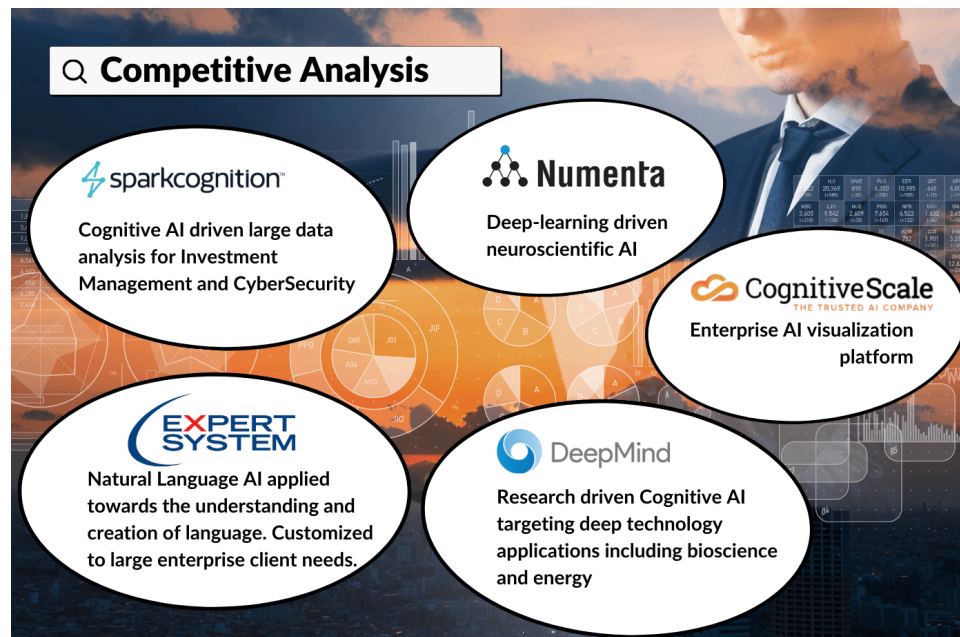 Competitive Analysis
sparkcognition™
Cognitive AI driven large data
analysis for Investment
Management and CyberSecurity
Numenta
Deep-learning driven
neuroscientific AI
CognitiveScale
THE TRUSTED AI COMPANY
Enterprise AI visualization
platform
EXPERT
SYSTEM
Natural Language AI applied
towards the understanding and
creation of language. Customized
to large enterprise client needs.
DeepMind
Research driven Cognitive AI
targeting deep technology
applications including bioscience
and energy
JIF
JIO